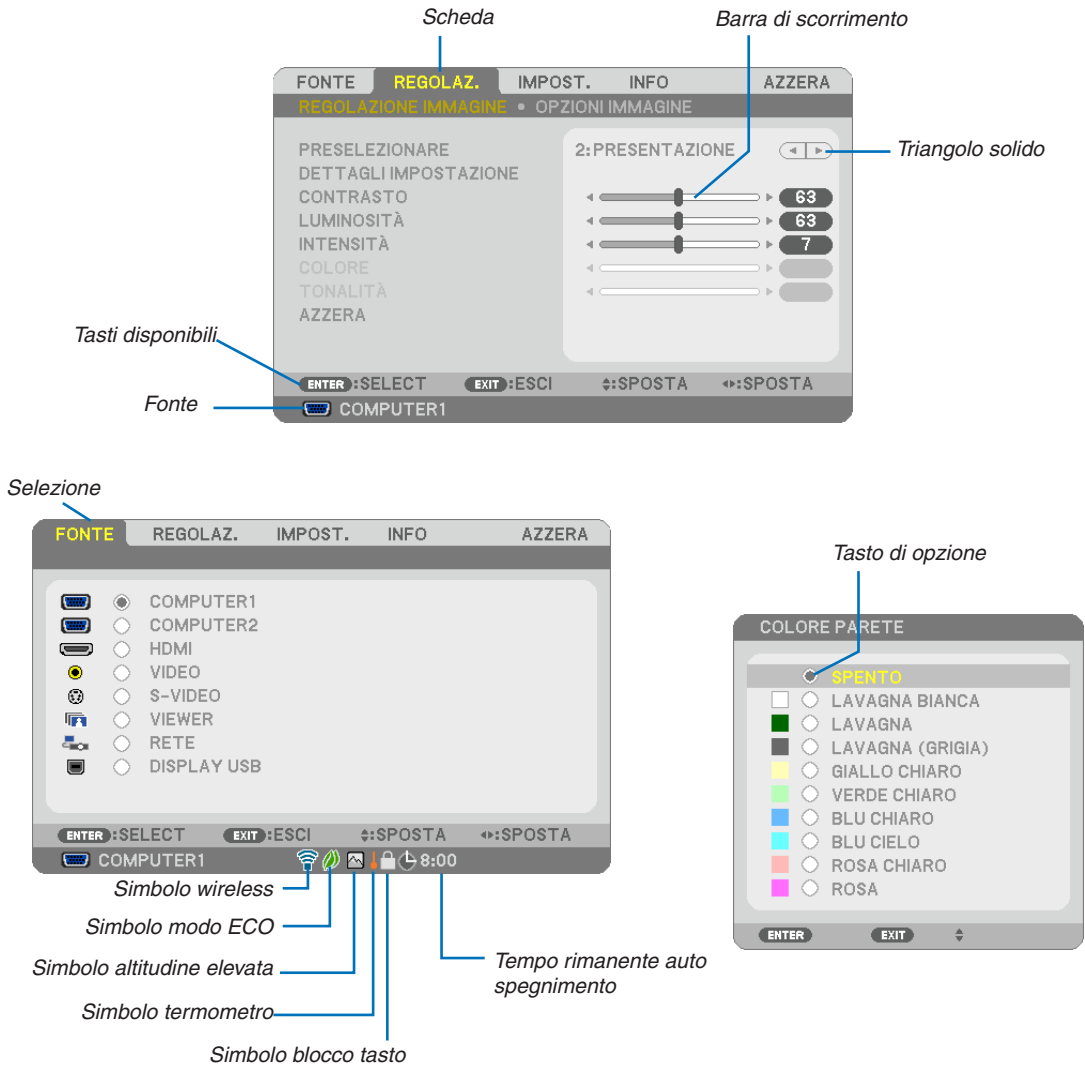 Scheda
Barra di scorrimento
FONTE REGOLAZ. IMPOST. INFO AZZERA
REGOLAZIONE IMMAGINE • OPZIONI IMMAGINE
PRESELEZIONARE 2:PRESENTAZIONE
Triangolo solido
DETTAGLI IMPOSTAZIONE
CONTRASTO 63
LUMINOSITÀ 63
INTENSITÀ 7
COLORE
TONALITÀ
AZZERA
Tasti disponibili
ENTER:SELECT EXIT:ESCI :SPOSTA :SPOSTA
Fonte
COMPUTER1
Selezione
FONTE REGOLAZ. IMPOST. INFO AZZERA
COMPUTER1
COMPUTER2
HDMI
VIDEO
S-VIDEO
VIEWER
RETE
DISPLAY USB
ENTER:SELECT EXIT:ESCI :SPOSTA :SPOSTA
COMPUTER1 8:00
Simbolo wireless
Simbolo modo ECO
Simbolo altitudine elevata
Simbolo termometro
Simbolo blocco tasto
Tempo rimanente auto
spegnimento
Tasto di opzione
COLORE PARETE
SPENTO
LAVAGNA BIANCA
LAVAGNA
LAVAGNA (GRIGIA)
GIALLO CHIARO
VERDE CHIARO
BLU CHIARO
BLU CIELO
ROSA CHIARO
ROSA
ENTER EXIT